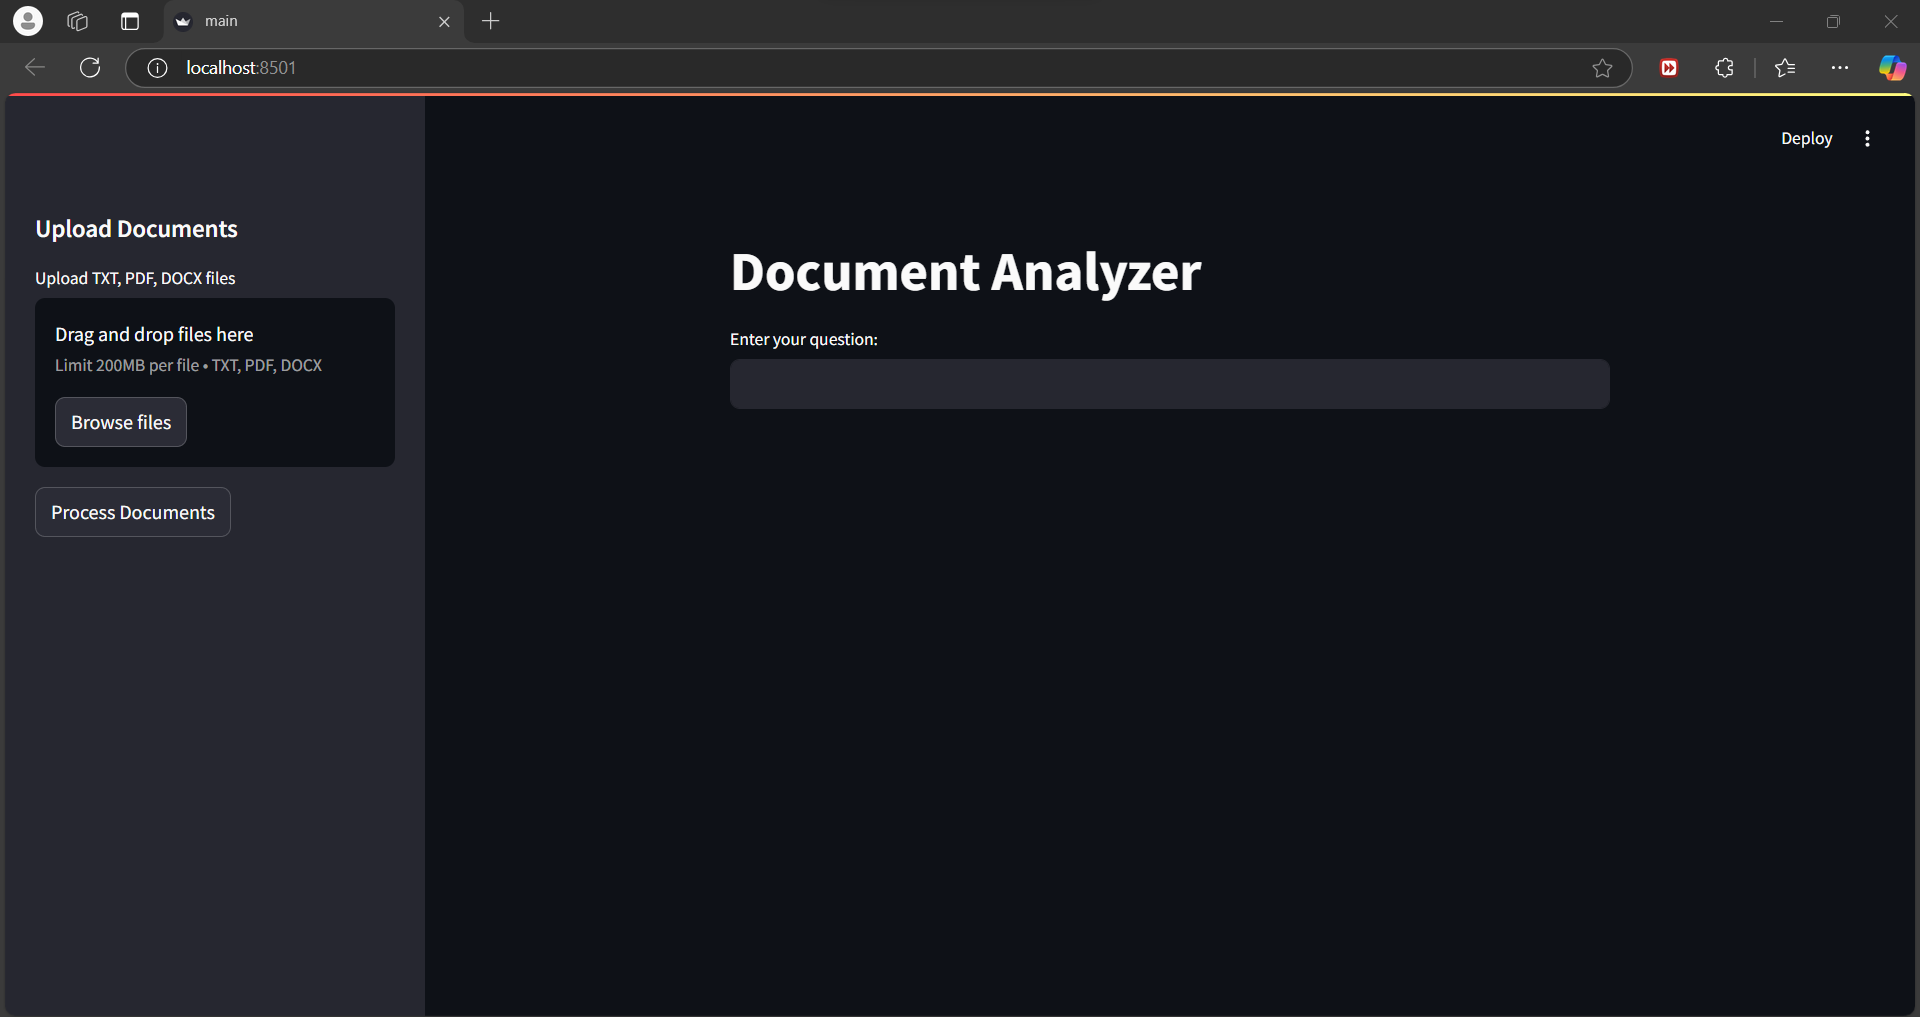 main
localhost:8501
Deploy
Upload Documents
Upload TXT, PDF, DOCX files
Drag and drop files here
Limit 200MB per file • TXT, PDF, DOCX
Browse files
Process Documents
Document Analyzer
Enter your question: